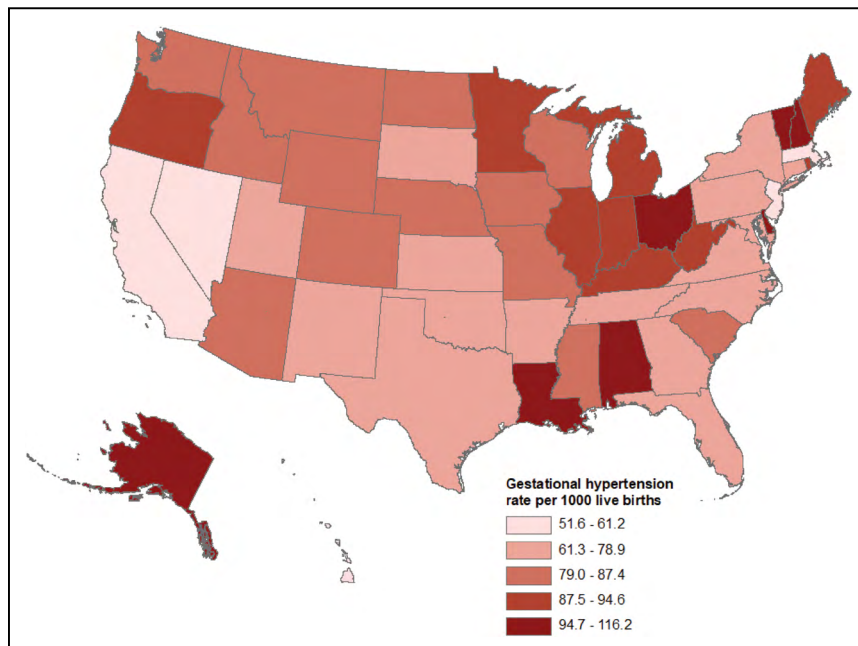 Gestational hypertension
rate per 1000 live births
51.6 - 61.2
61.3 - 78.9
79.0 - 87.4
87.5 - 94.6
94.7 - 116.2